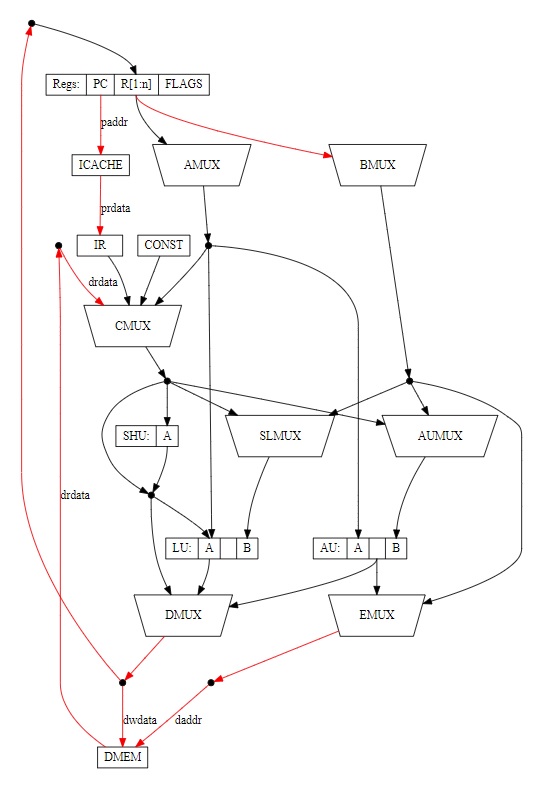 Regs: PC R[1:n] FLAGS
paddr
ICACHE AMUX BMUX
prdata
IR CONST
drdata
CMUX
SHU: A SLMUX AUMUX
drdata
LU: A B AU: A B
DMUX EMUX
dwdata daddr
DMEM